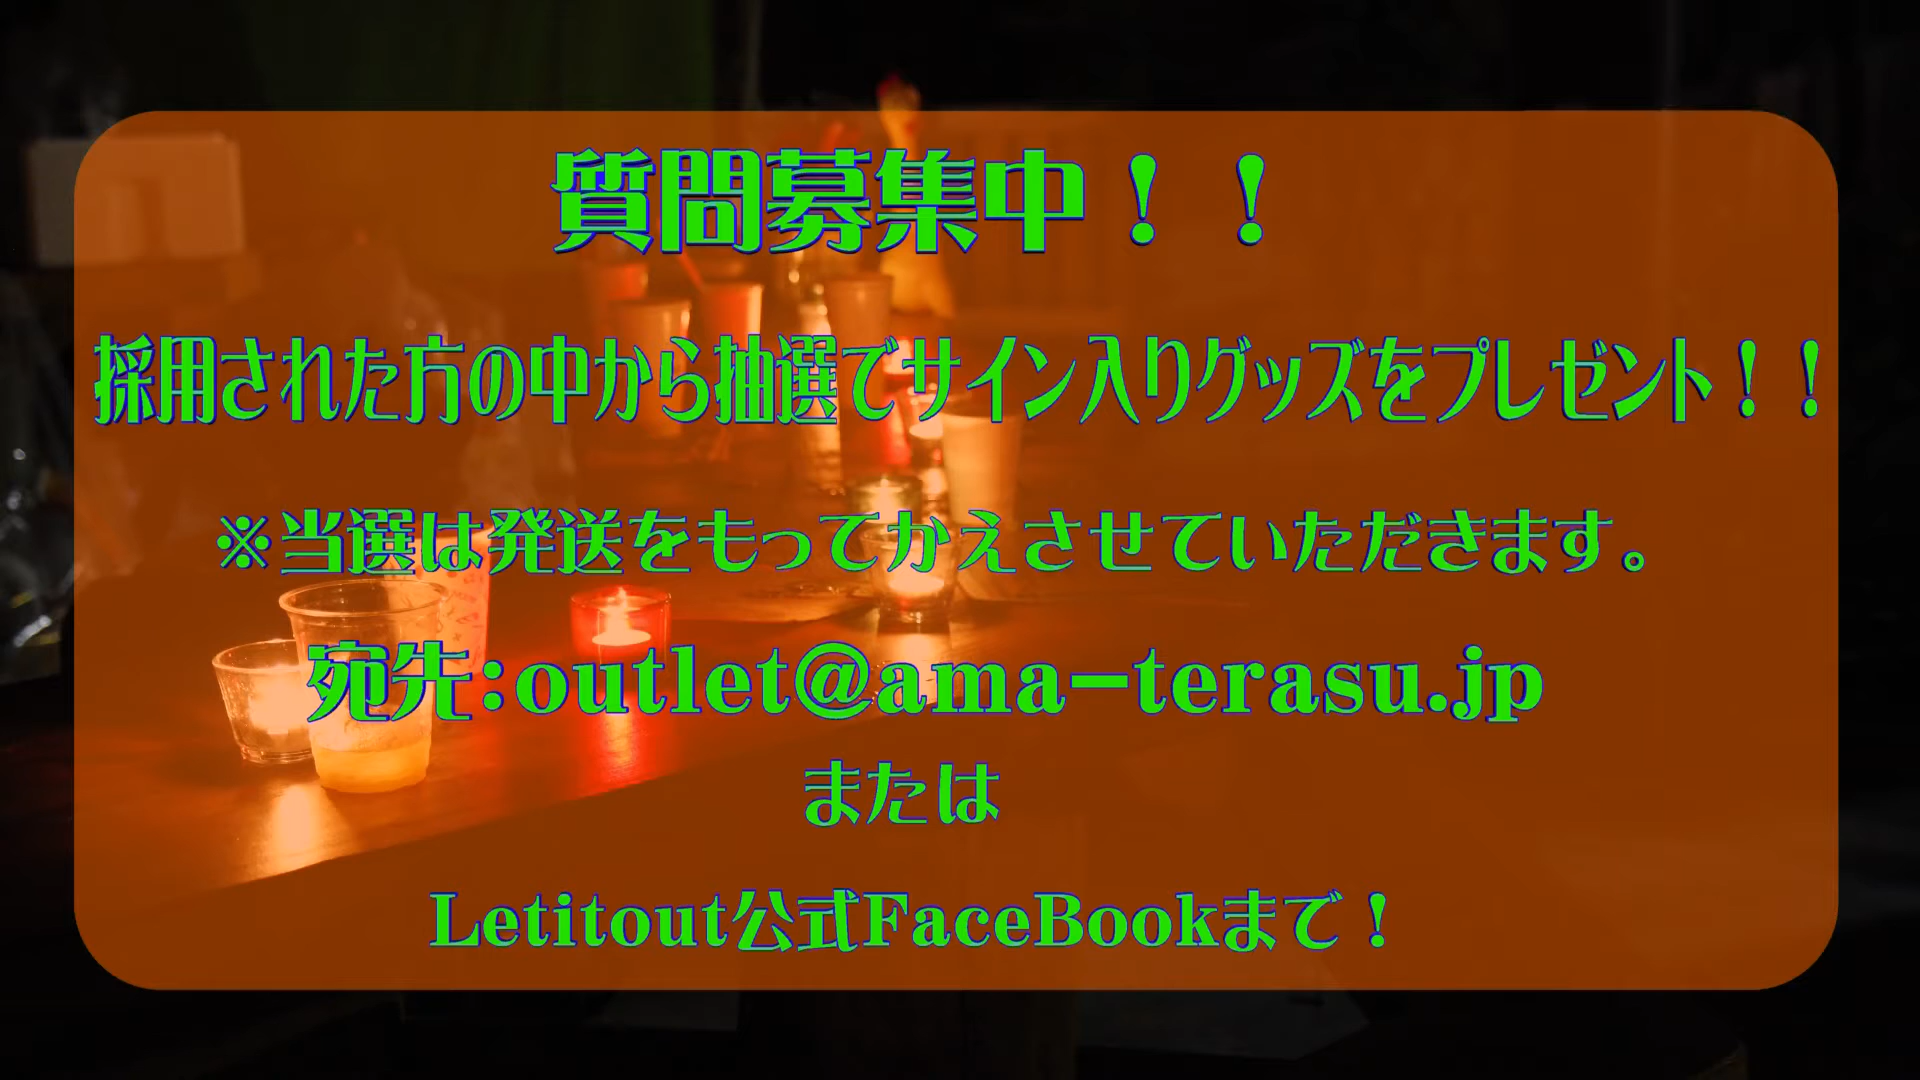 質問募集中！！
採用された方の中から抽選でサイン入りグッズをプレゼント！！
※当選は発送をもってかえさせていただきます。
宛先:outlet@ama-terasu.jp
または
Letitout公式FaceBookまで！